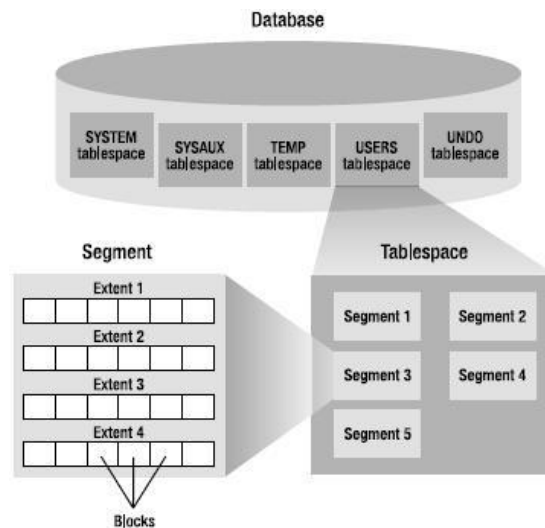 Database
SYSTEM
tablespace
SYSAUX
tablespace
TEMP
tablespace
USERS
tablespace
UNDO
tablespace
Segment
Extent 1
Extent 2
Extent 3
Extent 4
Blocks
Tablespace
Segment 1
Segment 2
Segment 3
Segment 4
Segment 5